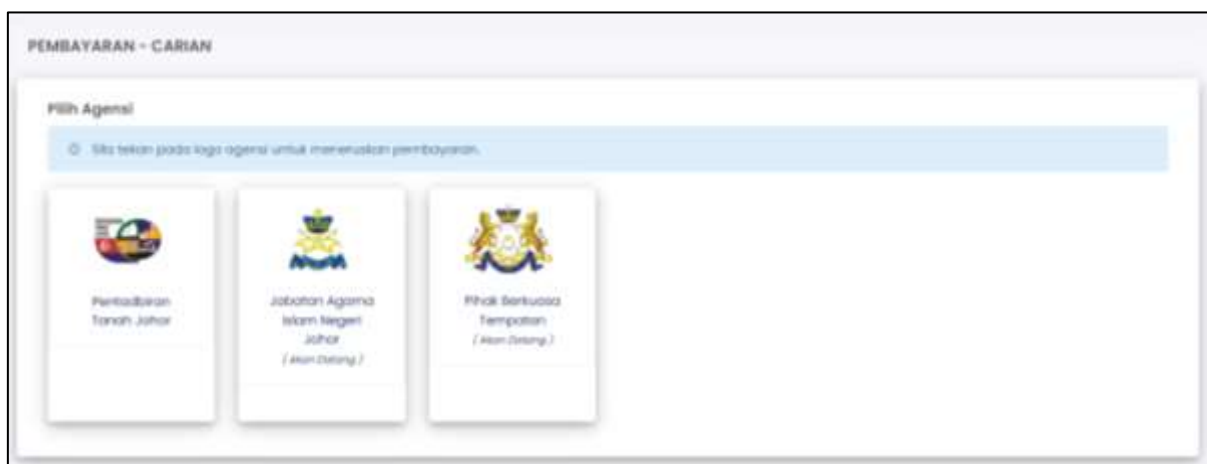 PEMBAYARAN - CARIAN
Pilih Agensi
Sila tekan pada logo agensi untuk meneruskan pembayaran.
Pentadbiran
Tanah Johor
Jabatan Agama
Islam Negeri
Johor
( Akan Datang )
Pihak Berkuasa
Tempatan
( Akan Datang )